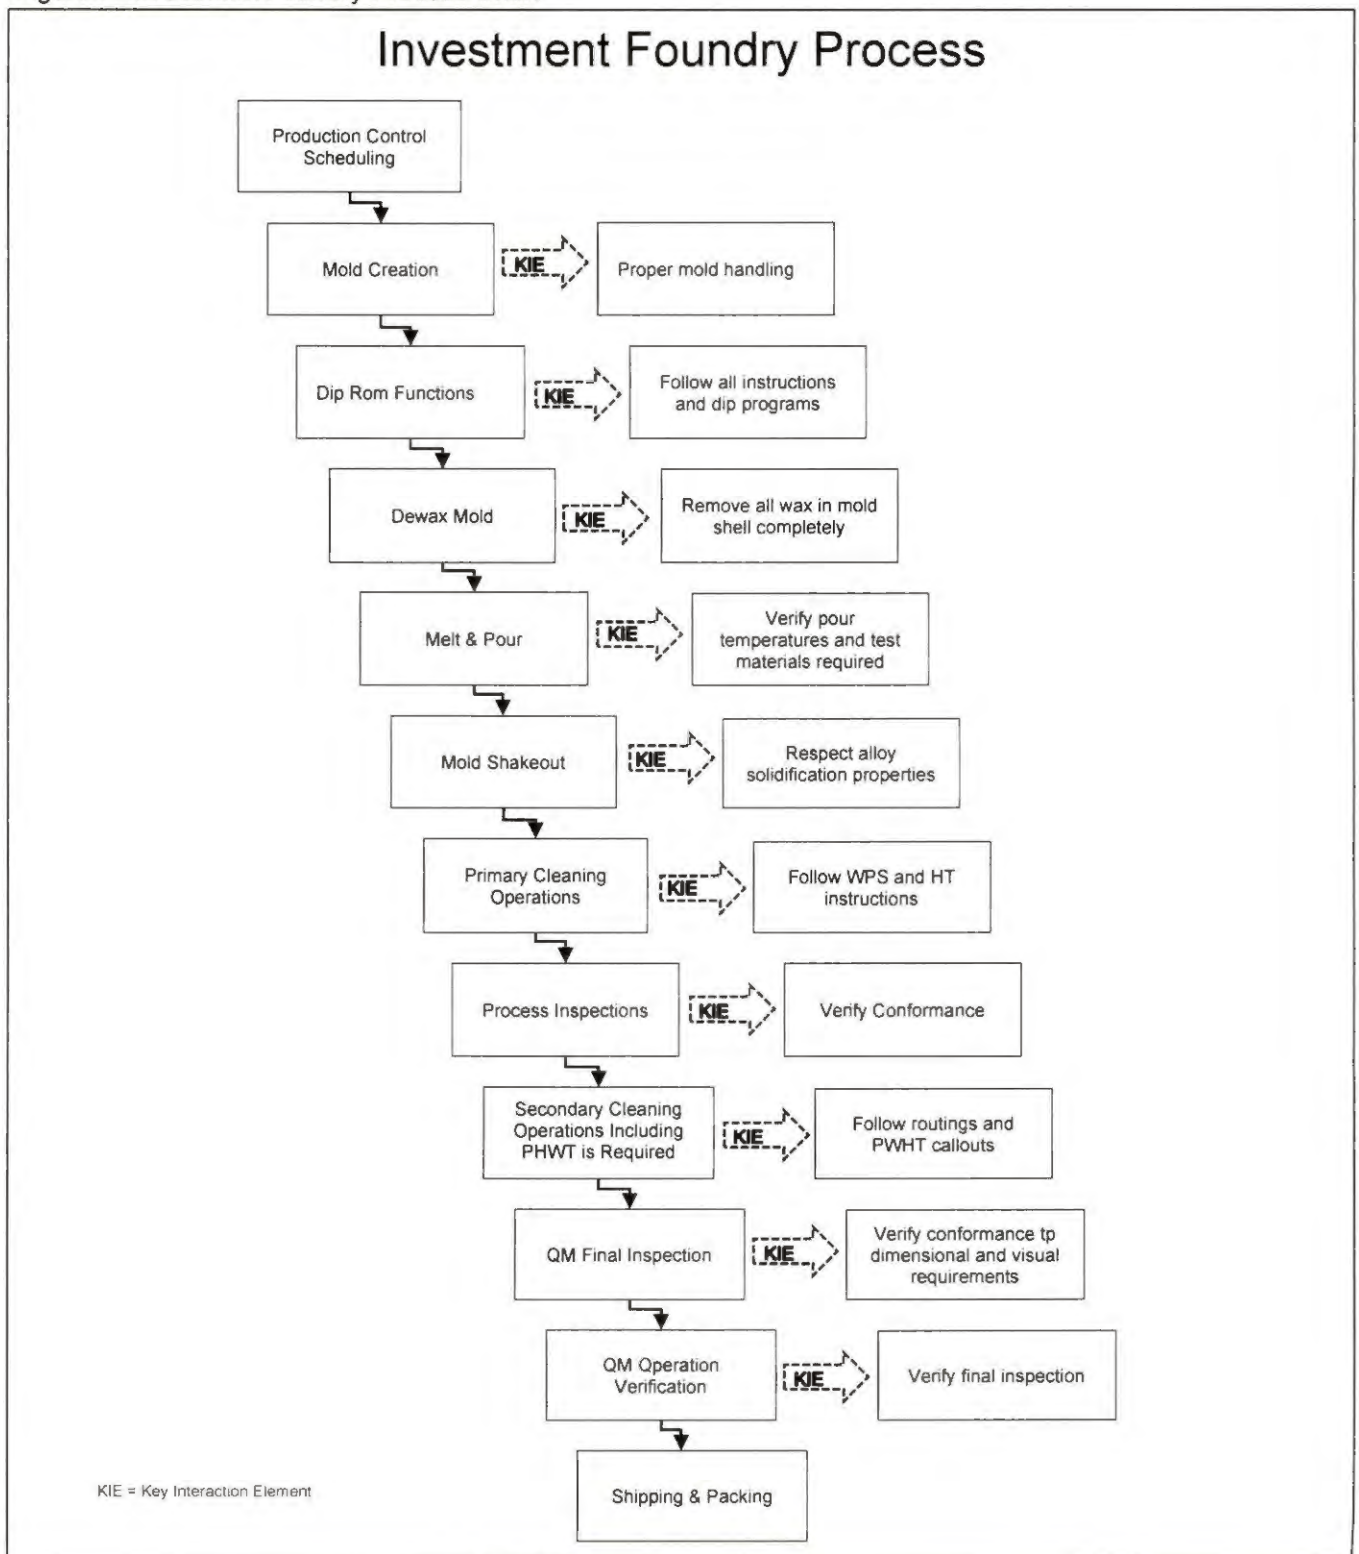 Investment Foundry Process
Production Control
Scheduling
Mold Creation
KIE
Proper mold handling
Dip Rom Functions
KIE
Follow all instructions
and dip programs
Dewax Mold
KIE
Remove all wax in mold
shell completely
Melt & Pour
KIE
Verify pour
temperatures and test
materials required
Mold Shakeout
KIE
Respect alloy
solidification properties
Primary Cleaning
Operations
KIE
Follow WPS and HT
instructions
Process Inspections
KIE
Verify Conformance
Secondary Cleaning
Operations Including
PHWT is Required
KIE
Follow routings and
PWHT callouts
QM Final Inspection
KIE
Verify conformance tp
dimensional and visual
requirements
QM Operation
Verification
KIE
Verify final inspection
Shipping & Packing
KIE = Key Interaction Element